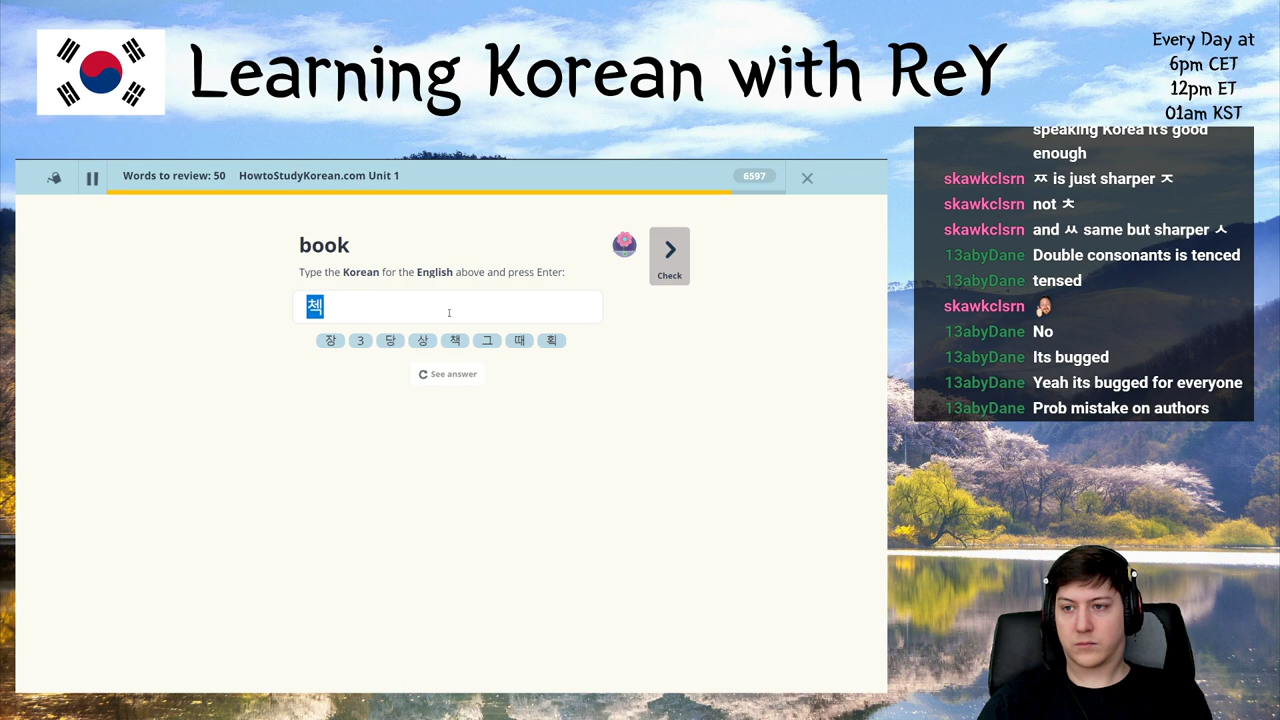 Learning Korean with ReY
Every Day at
6pm CET
12pm ET
01am KST
Words to review: 50 HowtoStudyKorean.com Unit 1
6597
book
Type the Korean for the English above and press Enter:
첵
Check
장 3 당 상 책 그 때 획
See answer
speaking Korea it's good
enough
skawkclsrn ㅉ is just sharper ㅈ
skawkclsrn not ㅊ
skawkclsrn and ㅆ same but sharper ㅅ
13abyDane Double consonants is tenced
13abyDane tensed
skawkclsrn
13abyDane No
13abyDane Its bugged
13abyDane Yeah its bugged for everyone
13abyDane Prob mistake on authors